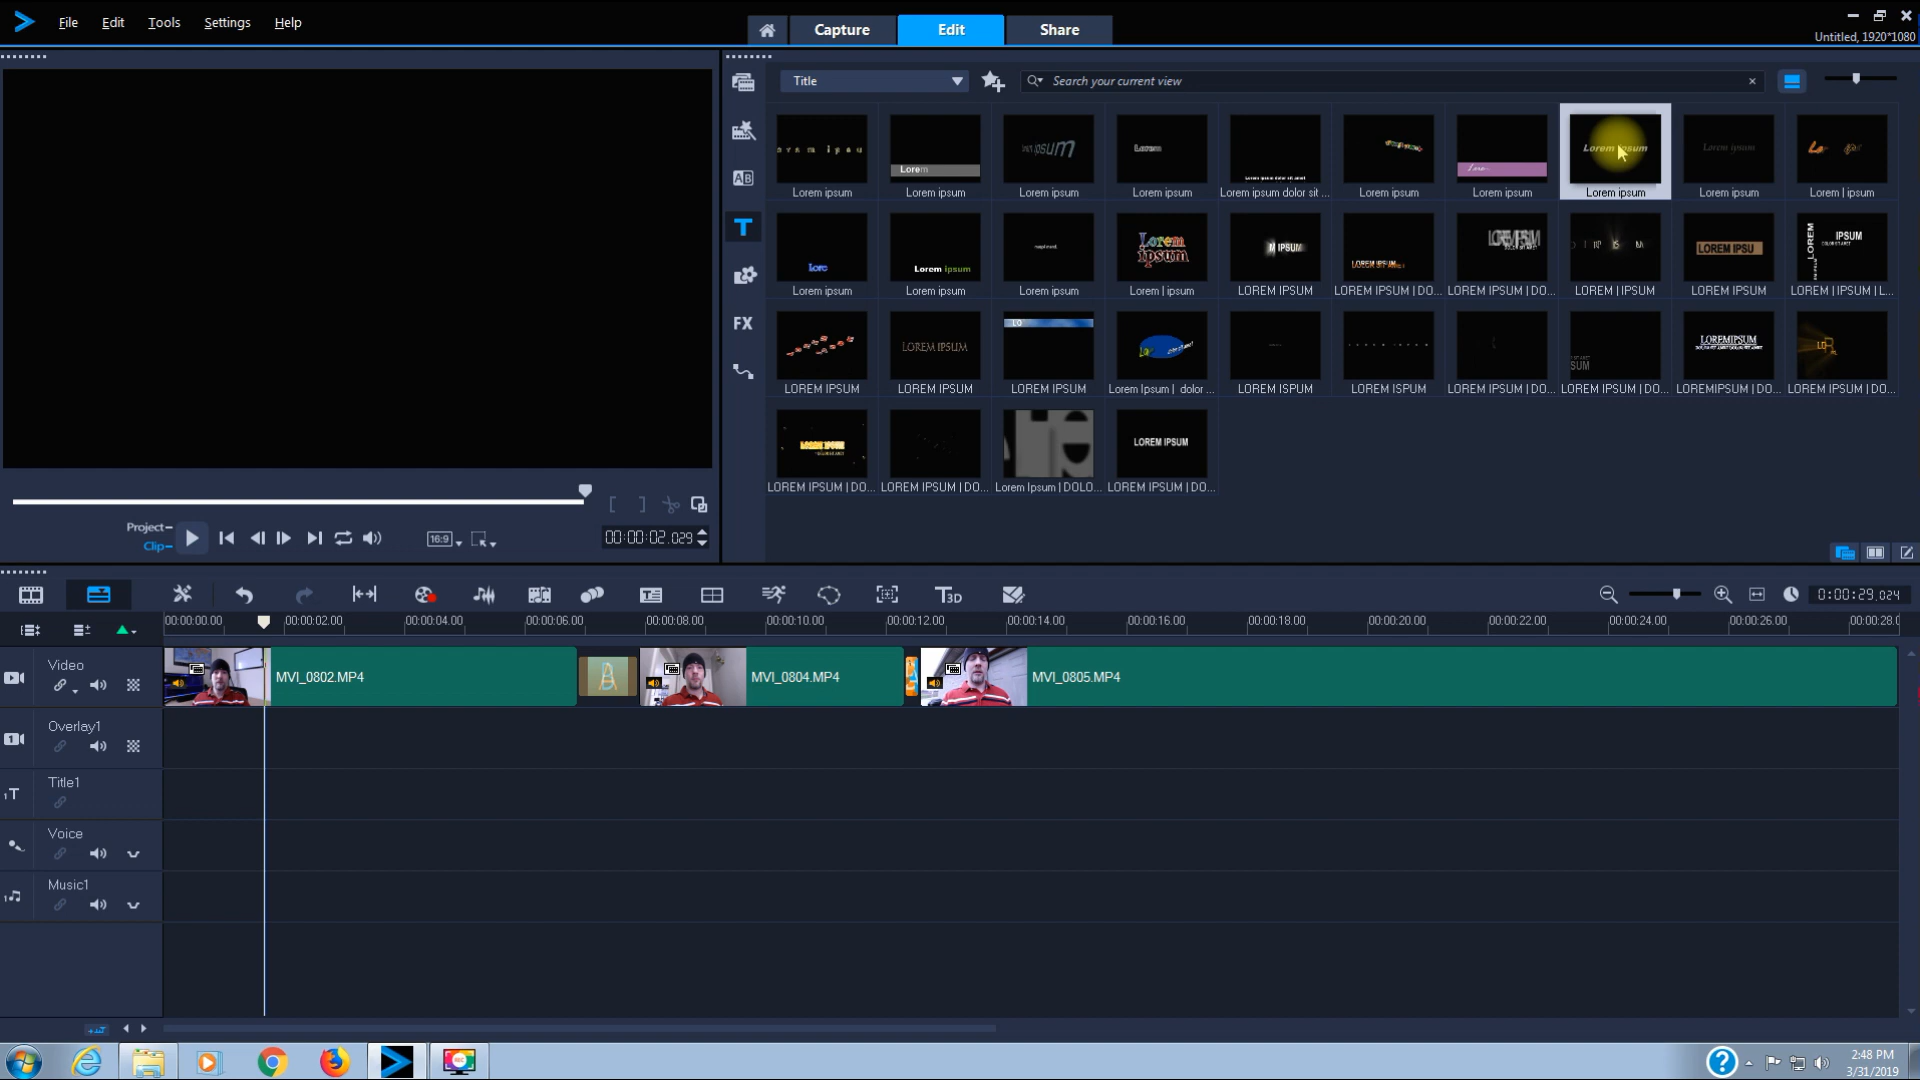 File Edit Tools Settings Help
Capture Edit Share
Untitled, 1920*1080
Title
Search your current view
Lorem ipsum Lorem ipsum Lorem ipsum Lorem ipsum Lorem ipsum dolor sit ... Lorem ipsum Lorem ipsum Lorem ipsum Lorem ipsum Lorem | ipsum
Lorem ipsum Lorem ipsum Lorem ipsum Lorem | ipsum LOREM IPSUM LOREM IPSUM | DO... LOREM IPSUM | DO... LOREM | IPSUM LOREM IPSUM LOREM | IPSUM | L...
LOREM IPSUM LOREM IPSUM LOREM IPSUM Lorem Ipsum | dolor ... LOREM ISPUM LOREM ISPUM LOREM IPSUM | DO... LOREM IPSUM | DO... LOREMIPSUM | DO... LOREM IPSUM | DO...
LOREM IPSUM | DO... LOREM IPSUM | DO... Lorem Ipsum | DOLO... LOREM IPSUM | DO...
Project
Clip
16:9
00:00:02.029
AB
T
FX
T3D
0:00:29.024
00:00:00.00 00:00:02.00 00:00:04.00 00:00:06.00 00:00:08.00 00:00:10.00 00:00:12.00 00:00:14.00 00:00:16.00 00:00:18.00 00:00:20.00 00:00:22.00 00:00:24.00 00:00:26.00 00:00:28.0
Video
MVI_0802.MP4 MVI_0804.MP4 MVI_0805.MP4
Overlay1
Title1
Voice
Music1
2:48 PM
3/31/2019